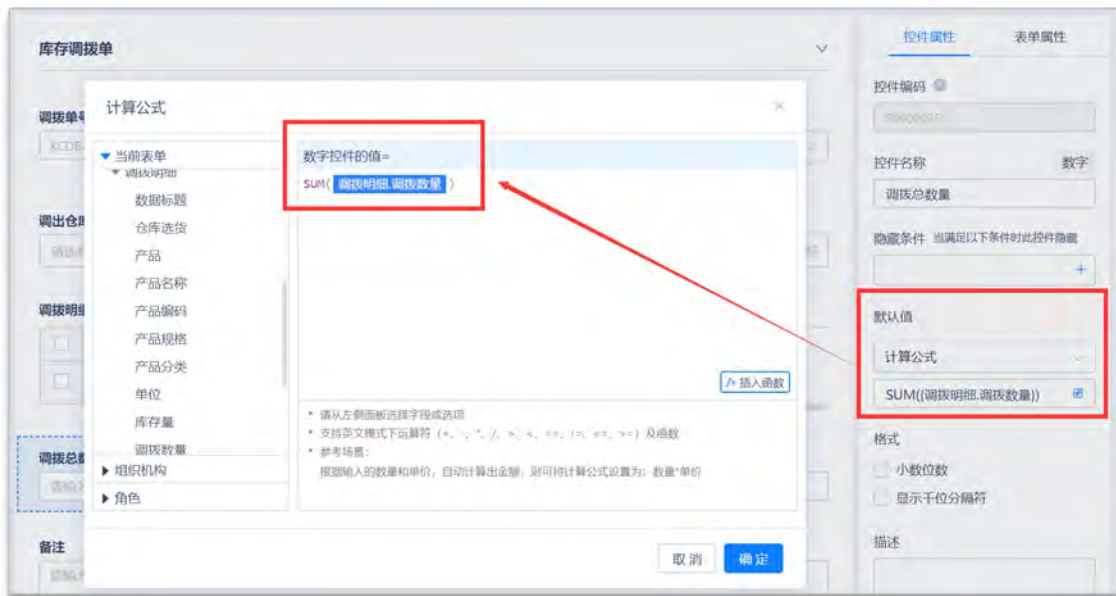 库存调拨单
控件属性
表单属性
控件编码
计算公式
调拨单号
▼ 当前表单
调拨明细
数据标题
仓库选货
产品
产品名称
产品编码
产品规格
产品分类
单位
库存量
调拨数量
▶ 组织机构
▶ 角色
数字控件的值=
SUM( 调拨明细.调拨数量 )
fx 插入函数
• 请从左侧面板选择字段或选项
• 支持英文模式下运算符 (+, -, *, /, >, <, ==, !=, <=, >=) 及函数
• 参考场景:
根据输入的数量和单价，自动计算出金额，则可将计算公式设置为: 数量*单价
取消
确定
调出仓库
调拨明细
调拨总数
备注
控件名称
数字
调拨总数量
隐藏条件 当满足以下条件时此控件隐藏
默认值
计算公式
SUM((调拨明细.调拨数量))
格式
小数位数
显示千位分隔符
描述